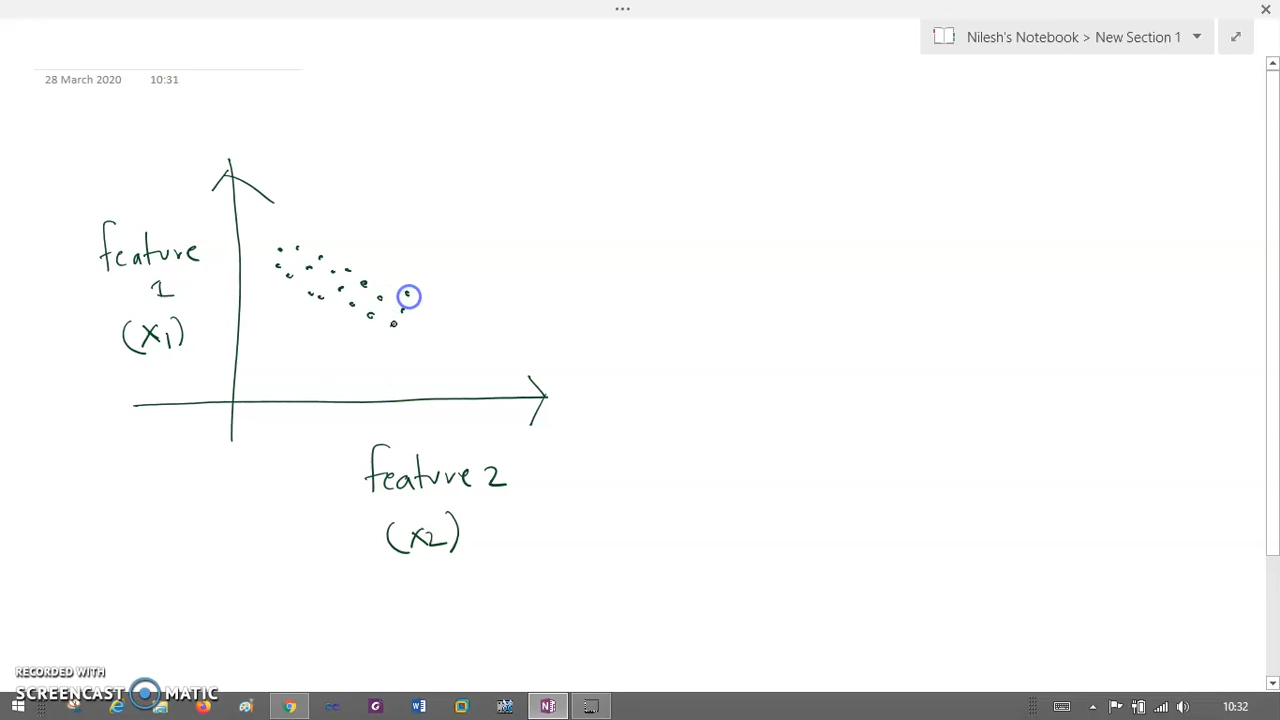 Nilesh's Notebook > New Section 1
28 March 2020 10:31
feature
1
(x1)
feature 2
(x2)
RECORDED WITH
SCREENCAST MATIC
10:32